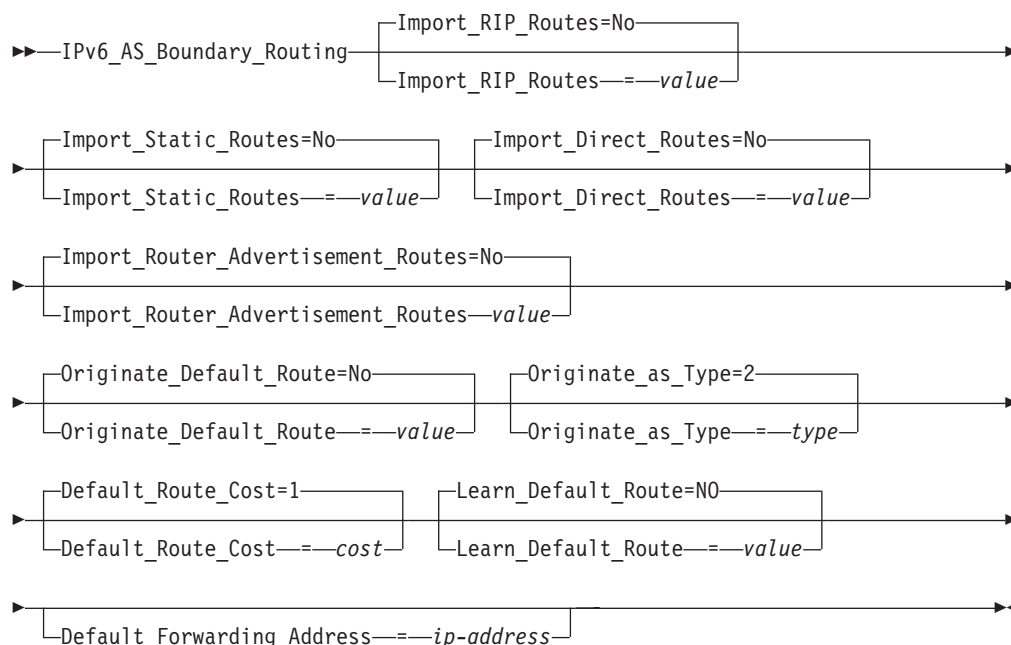 Import_RIP_Routes=No
IPv6_AS_Boundary_Routing
Import_RIP_Routes = value
Import_Static_Routes=No Import_Direct_Routes=No
Import_Static_Routes = value Import_Direct_Routes = value
Import_Router_Advertisement_Routes=No
Import_Router_Advertisement_Routes value
Originate_Default_Route=No Originate_as_Type=2
Originate_Default_Route = value Originate_as_Type = type
Default_Route_Cost=1 Learn_Default_Route=NO
Default_Route_Cost = cost Learn_Default_Route = value
Default_Forwarding_Address = ip-address